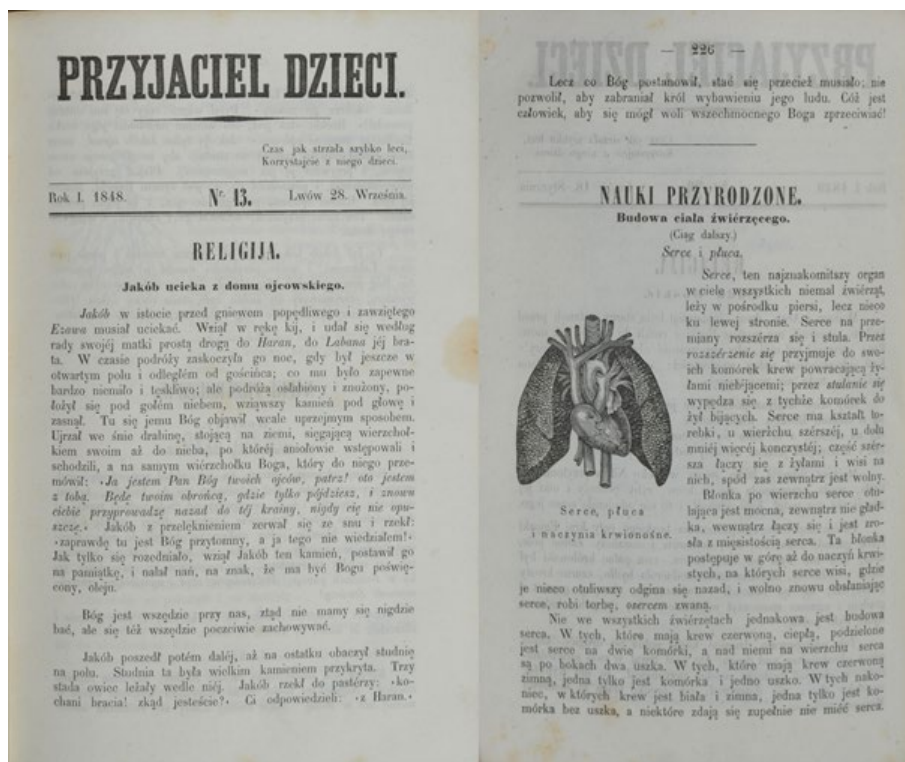 PRZYJACIEL DZIECI.
Czas jak strzała szybko leci,
Korzystajcie z niego dzieci.
Rok I. 1848.
Nr. 13.
Lwów 28. Września.
RELIGIJA.
Jakób ucieka z domu ojcowskiego.
Jakób w istocie przed gniewem popędliwego i zawziętego
Ezawa musiał uciekać. Wziął w rękę kij, i udał się według
rady swojéj matki prostą drogą do Haran, do Labana jéj bra-
ta. W czasie podróży zaskoczyła go noc, gdy był jeszcze w
otwartym polu i odległém od gościńca; co mu było zapewne
bardzo niemiło i tęskliwo; ale podróżą osłabiony i znużony, po-
łożył się pod gołém niebem, wziąwszy kamień pod głowę i
zasnął. Tu się jemu Bóg objawił wcale uprzejmym sposobem.
Ujrzał we śnie drabinę, stojącą na ziemi, sięgającą wierzchoł-
kiem swoim aż do nieba, po któréj aniołowie wstępowali i
schodzili, a na samym wiérzchołku Boga, który do niego prze-
mówił: »Ja jestem Pan Bóg twoich ojców, patrz! oto jestem
z tobą. Będę twoim obrońcą, gdzie tylko pójdziesz, i znowu
ciebie przyprowadzę nazad do téj krainy, nigdy cię nie opu-
szczę.« Jakób z przelęknieniem zerwał się ze snu i rzekł:
»zaprawdę tu jest Bóg przytomny, a ja tego nie wiedziałem!«
Jak tylko się rozedniało, wziął Jakób ten kamień, postawił go
na pamiątkę, i nalał nań, na znak, że ma być Bogu poświę-
cony, oleju.
Bóg jest wszędzie przy nas, ztąd nie mamy się nigdzie
bać, ale się téż wszędzie poczciwie zachowywać.
Jakób poszedł potém daléj, aż na ostatku obaczył studnię
na polu. Studnia ta była wielkim kamieniem przykryta. Trzy
stada owiec leżały wedle niéj. Jakób rzekł do pastérzy: »ko-
chani bracia! zkąd jesteście?« Ci odpowiedzieli: »z Haran.«
— 226 —
Lecz co Bóg postanowił, stać się przecież musiało; nie
pozwolił, aby zabraniał król wybawieniu jego ludu. Cóż jest
człowiek, aby się mógł woli wszechmocnego Boga zprzeciwiać!
NAUKI PRZYRODZONE.
Budowa ciała źwiérzęcego.
(Ciąg dalszy.)
Serce i płuca.
Serce, ten najznakomitszy organ
w ciele wszystkich niemal źwiérząt,
leży w pośrodku piersi, lecz nieco
ku lewej stronie. Serce na prze-
miany rozszérza się i stula. Przez
rozszérzenie się przyjmuje do swo-
ich komórek krew powracającą ży-
łami niebijącemi; przez stulanie się
wypędza się z tychże komórek do
żył bijących. Serce ma kształt to-
rebki, u wierżchu szérszéj, u dołu
mniéj więcéj konczystéj; część szér-
sza łączy się z żyłami i wisi na
nich, spód zaś zewnątrz jest wolny.
Błonka po wierzchu serce otu-
lająca jest mocna, zewnątrz nie gład-
ka, wewnątrz łączy się i jest zro-
sła z mięsistością serca. Ta błonka
postępuje w górę aż do naczyń krwi-
stych, na których serce wisi, gdzie
je nieco otuliwszy odgina się nazad, i wolno znowu obsłaniając
serce, robi torbę, osercem zwaną.
Nie we wszystkich źwiérzętach jednakowa jest budowa
serca. W tych, które mają krew czerwoną, ciepłą, podzielone
jest serce na dwie komórki, a nad niemi na wierzchu serca
są po bokach dwa uszka. W tych, które mają krew czerwoną
zimną, jedna tylko jest komórka i jedno uszko. W tych nako-
niec, w których krew jest biała i zimna, jedna tylko jest ko-
mórka bez uszka, a niektóre zdają się zupełnie nie miéć serca.
Serce, płuca
i naczynia krwionośne.